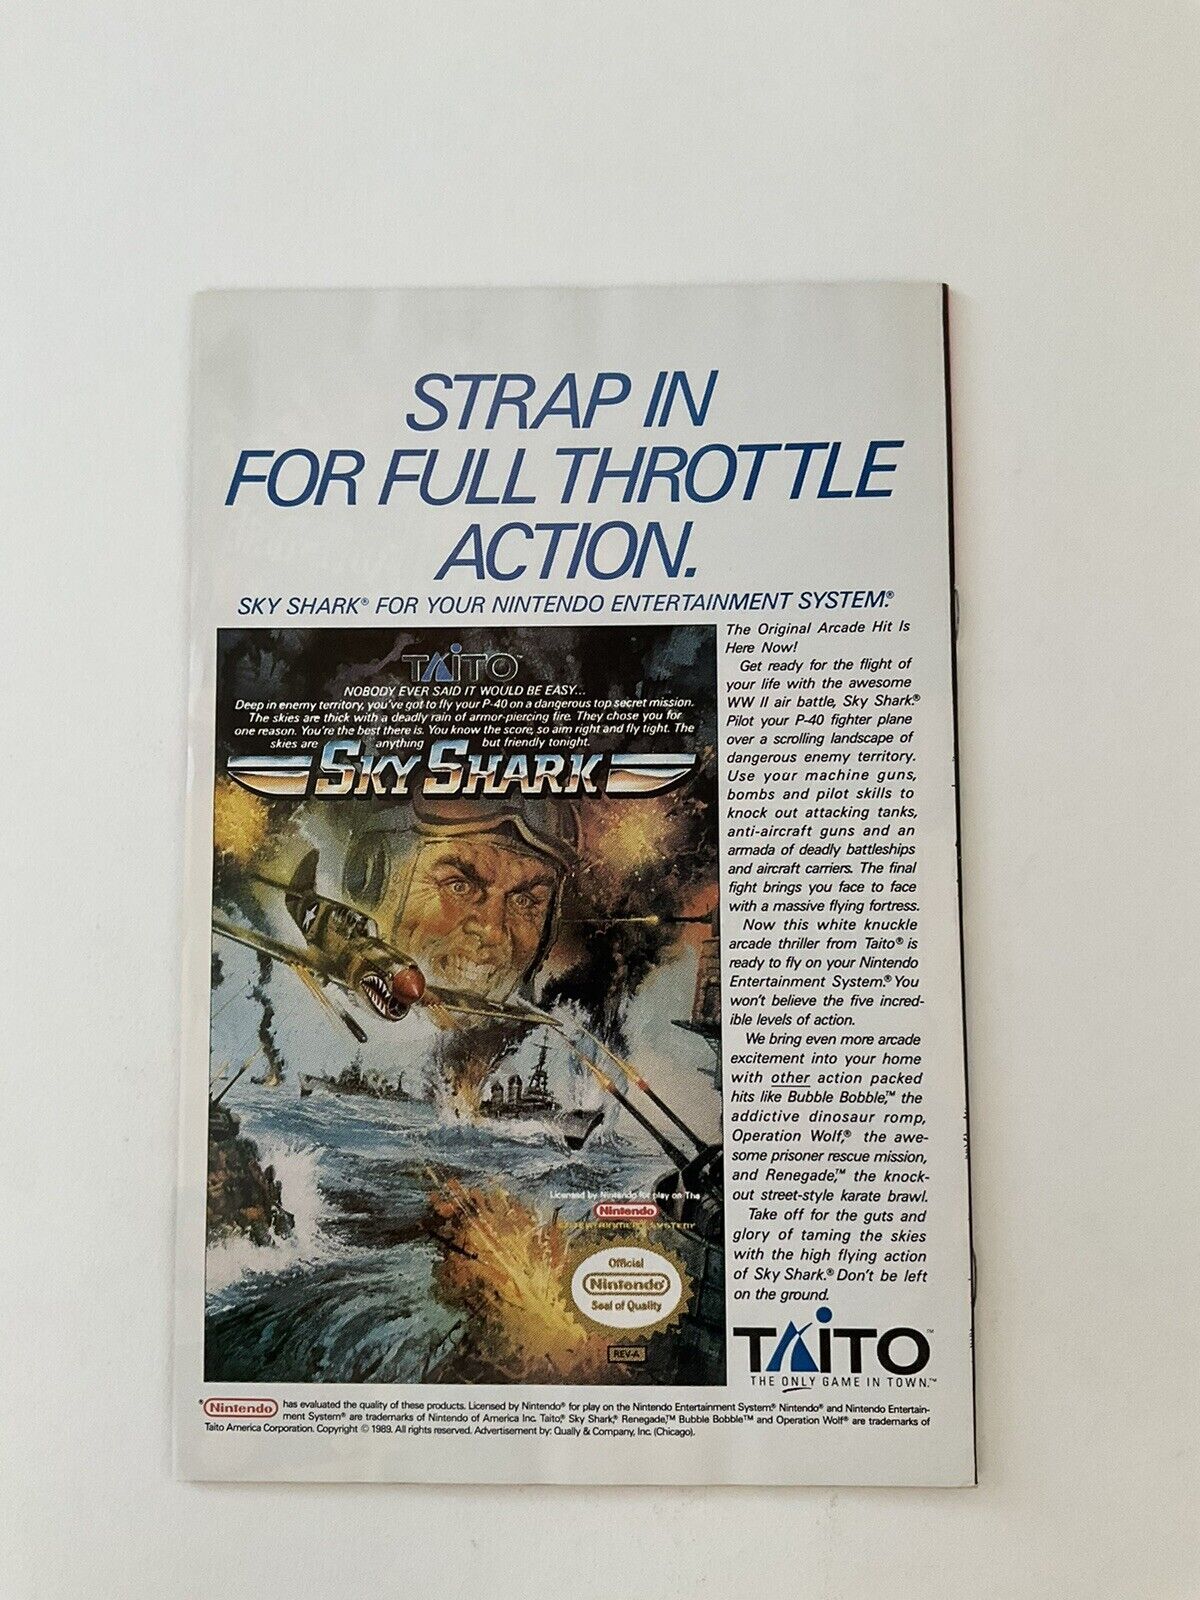 STRAP IN
FOR FULL THROTTLE
ACTION.
SKY SHARK® FOR YOUR NINTENDO ENTERTAINMENT SYSTEM.®
TAITO™
NOBODY EVER SAID IT WOULD BE EASY...
Deep in enemy territory, you've got to fly your P-40 on a dangerous top secret mission.
The skies are thick with a deadly rain of armor-piercing fire. They chose you for
one reason. You're the best there is. You know the score, so aim right and fly tight. The
skies are anything but friendly tonight.
SKY SHARK
Licensed by Nintendo for play on The
Nintendo
ENTERTAINMENT SYSTEM
Official
Nintendo
Seal of Quality
REV-A
The Original Arcade Hit Is
Here Now!
Get ready for the flight of
your life with the awesome
WW II air battle, Sky Shark.®
Pilot your P-40 fighter plane
over a scrolling landscape of
dangerous enemy territory.
Use your machine guns,
bombs and pilot skills to
knock out attacking tanks,
anti-aircraft guns and an
armada of deadly battleships
and aircraft carriers. The final
fight brings you face to face
with a massive flying fortress.
Now this white knuckle
arcade thriller from Taito® is
ready to fly on your Nintendo
Entertainment System.® You
won't believe the five incred-
ible levels of action.
We bring even more arcade
excitement into your home
with other action packed
hits like Bubble Bobble,™ the
addictive dinosaur romp,
Operation Wolf,® the awe-
some prisoner rescue mission,
and Renegade,™ the knock-
out street-style karate brawl.
Take off for the guts and
glory of taming the skies
with the high flying action
of Sky Shark.® Don't be left
on the ground.
TAITO™
THE ONLY GAME IN TOWN.™
®Nintendo has evaluated the quality of these products. Licensed by Nintendo® for play on the Nintendo Entertainment System.® Nintendo® and Nintendo Entertain-
ment System® are trademarks of Nintendo of America Inc. Taito,® Sky Shark,® Renegade,™ Bubble Bobble™ and Operation Wolf® are trademarks of
Taito America Corporation. Copyright © 1989. All rights reserved. Advertisement by: Qually & Company, Inc. (Chicago).